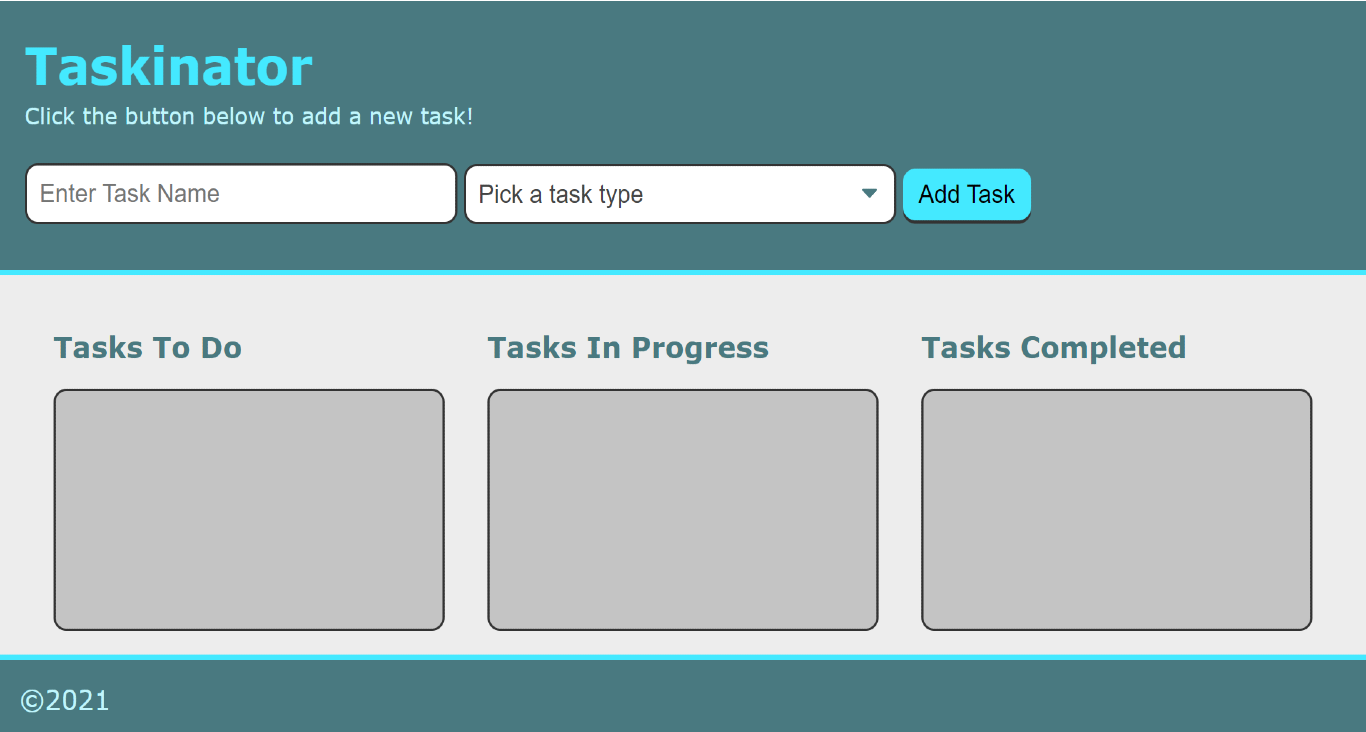 Taskinator
Click the button below to add a new task!
Enter Task Name
Pick a task type
Add Task
Tasks To Do
Tasks In Progress
Tasks Completed
©2021